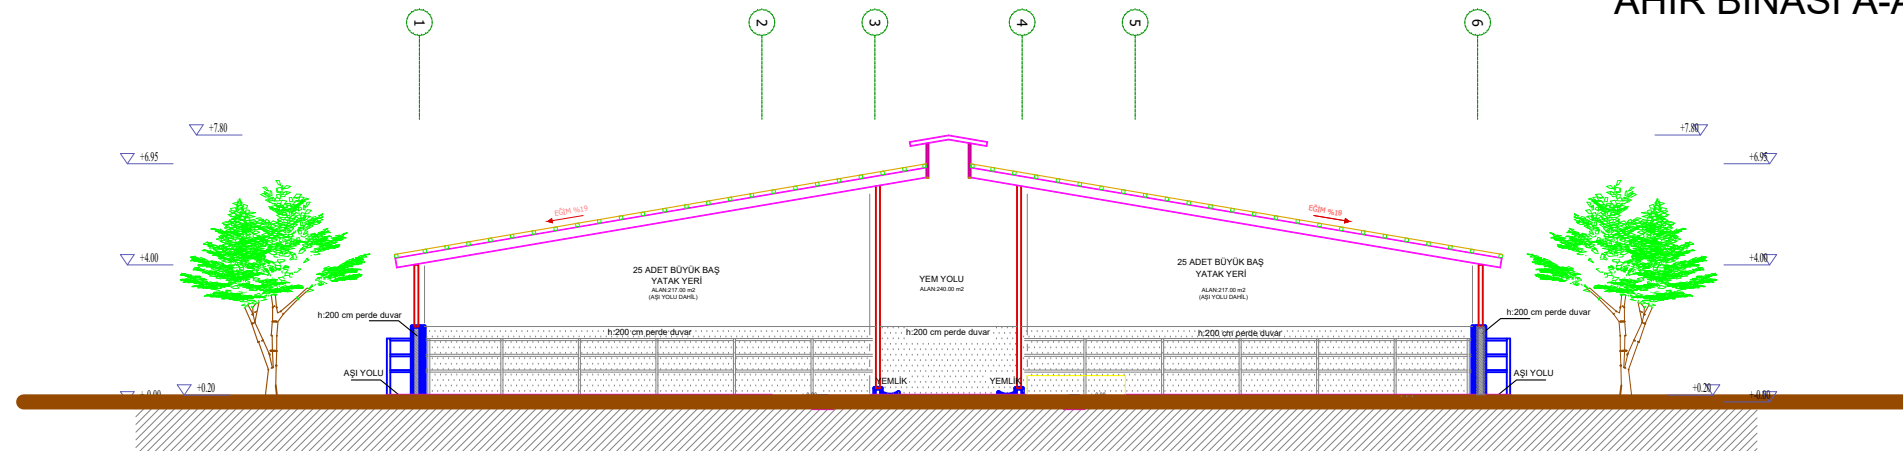 AHIR BİNASI A-A
1
2
3
4
5
6
+7.80
+7.80
+6.95
+6.95
EĞİM %19
EĞİM %18
+4.00
+4.00
25 ADET BÜYÜK BAŞ
YATAK YERİ
ALAN:217.00 m2
(AŞI YOLU DAHİL)
YEM YOLU
ALAN:240.00 m2
25 ADET BÜYÜK BAŞ
YATAK YERİ
ALAN:217.00 m2
(AŞI YOLU DAHİL)
h:200 cm perde duvar
h:200 cm perde duvar
h:200 cm perde duvar
h:200 cm perde duvar
h:200 cm perde duvar
AŞI YOLU
YEMLİK
YEMLİK
AŞI YOLU
+0.20
+0.20